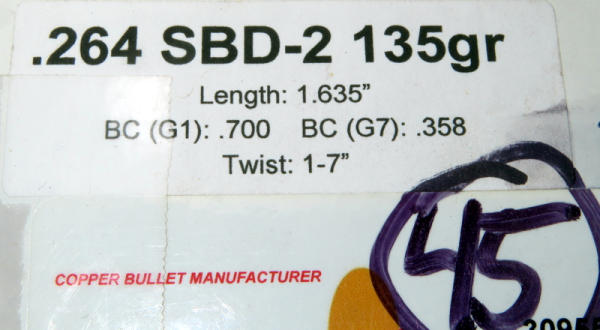 .264 SBD-2 135gr
Length: 1.635”
BC (G1): .700 BC (G7): .358
Twist: 1-7”
45
COPPER BULLET MANUFACTURER